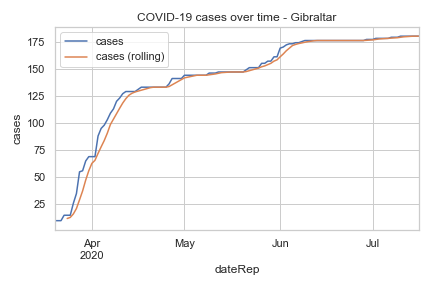 COVID-19 cases over time - Gibraltar
cases
cases (rolling)
175
150
125
100
75
50
25
cases
Apr
2020
May
Jun
Jul
dateRep